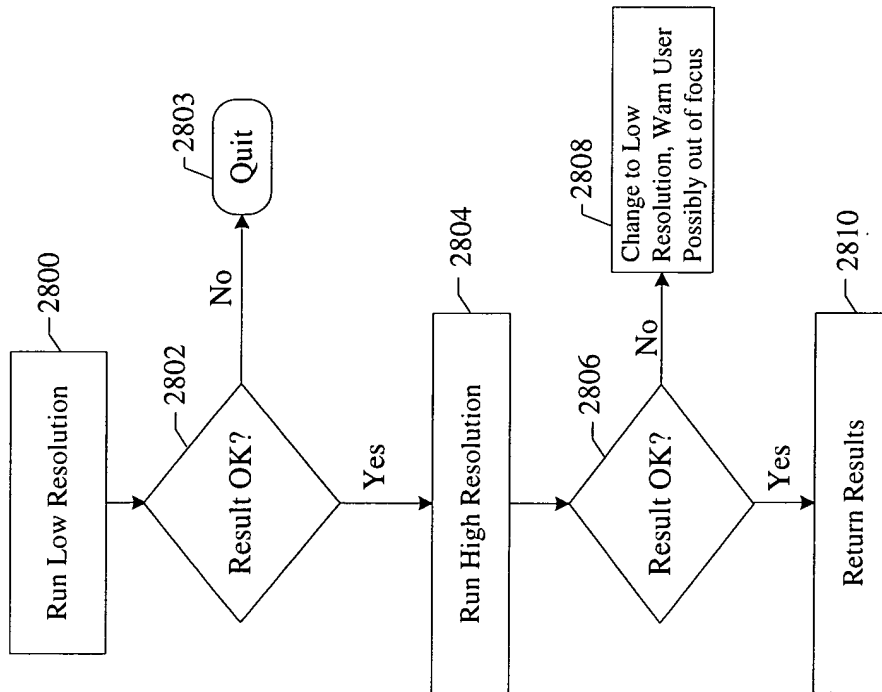 Run Low Resolution
2800
Result OK?
2802
No
Quit
2803
Yes
Run High Resolution
2804
Result OK?
2806
No
Change to Low
Resolution, Warn User
Possibly out of focus
2808
Yes
Return Results
2810